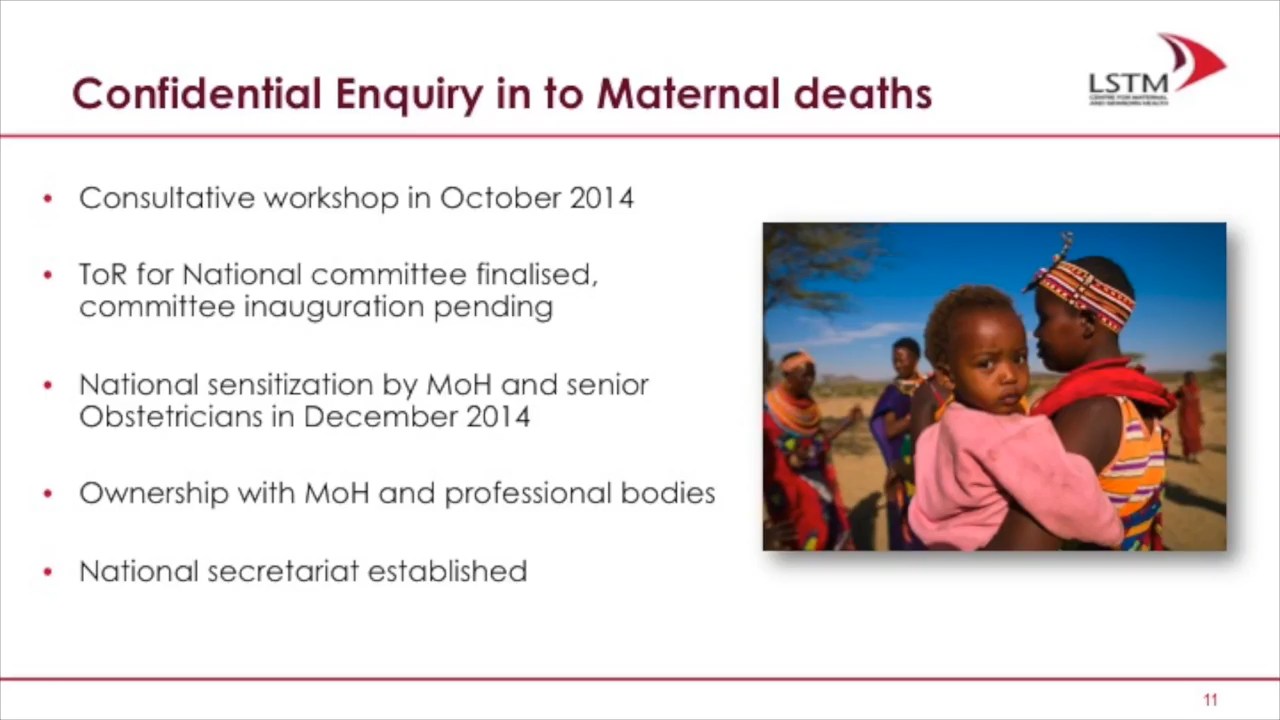 Confidential Enquiry in to Maternal deaths
LSTM
CENTRE FOR MATERNAL
AND NEWBORN HEALTH
• Consultative workshop in October 2014
• ToR for National committee finalised,
committee inauguration pending
• National sensitization by MoH and senior
Obstetricians in December 2014
• Ownership with MoH and professional bodies
• National secretariat established
11